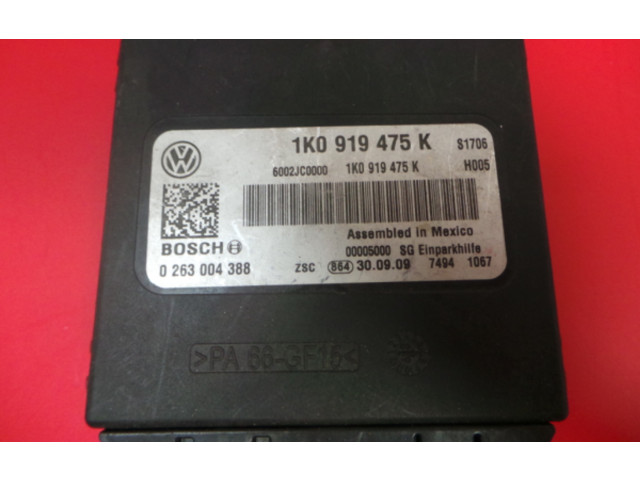 1K0 919 475 K S1706
6002JC0000 1K0 919 475 K H005
Assembled in Mexico
BOSCH 00005000 SG Einparkhilfe
0 263 004 388 ZSC 864 30.09.09 7494 1067
>PA 66-GF15<